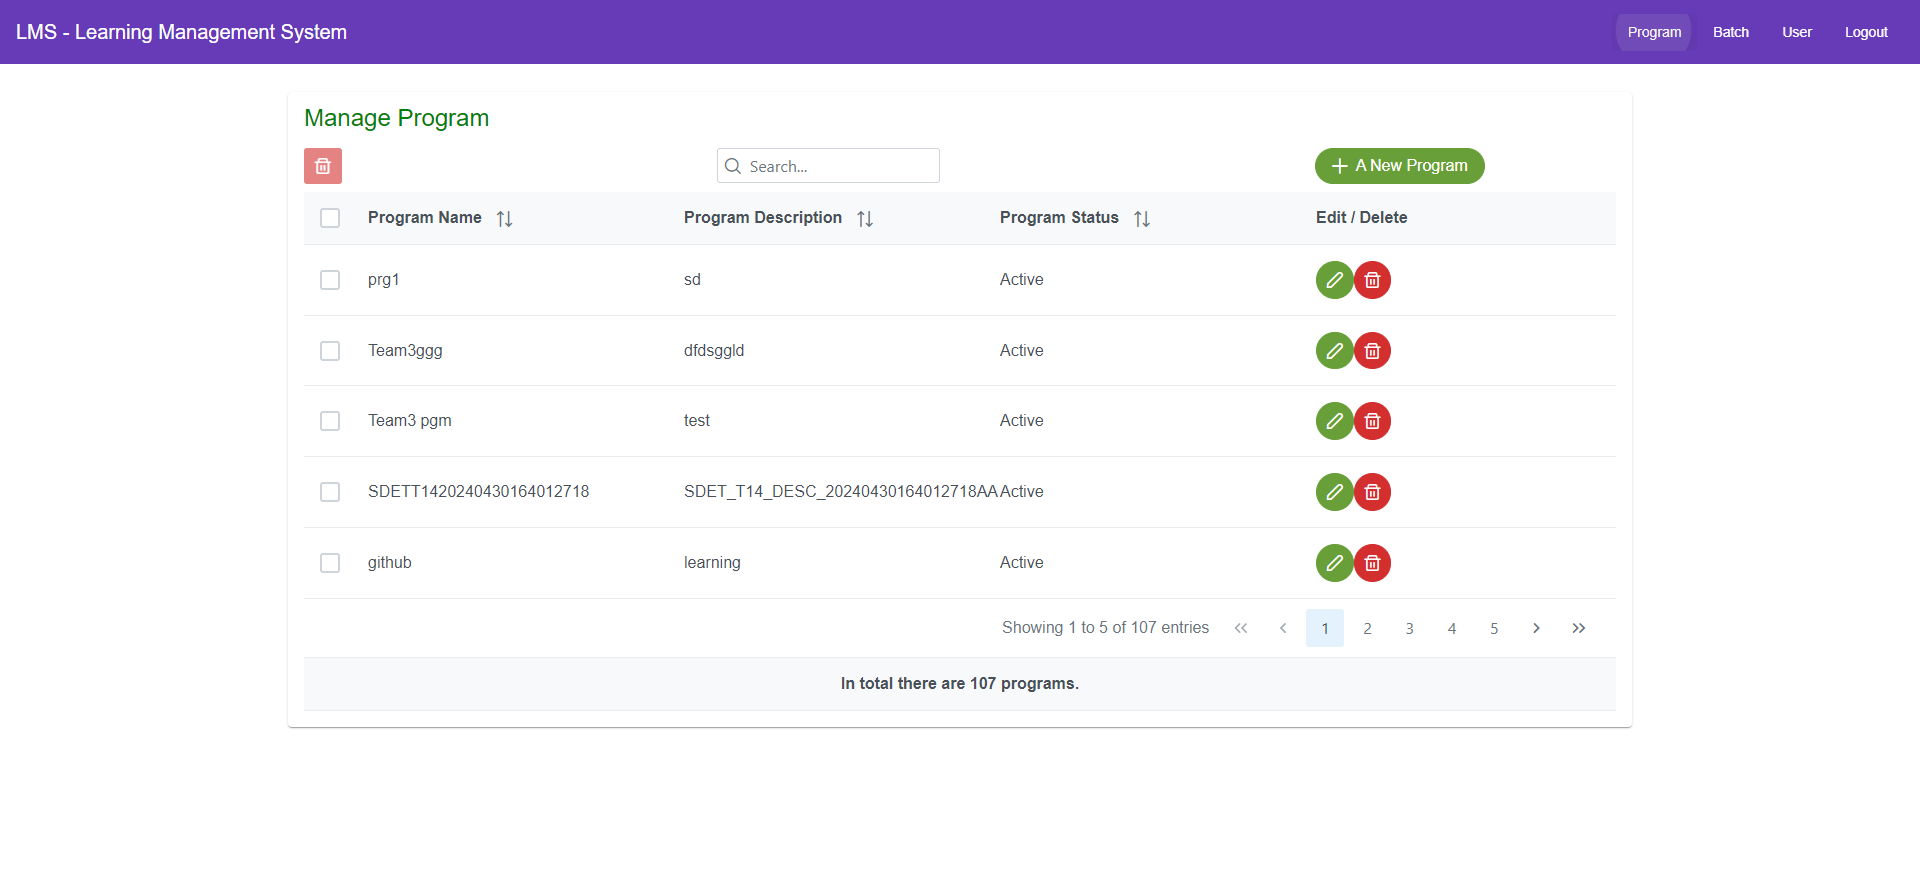 LMS - Learning Management System
Program Batch User Logout
Manage Program
Search...
A New Program
Program Name Program Description Program Status Edit / Delete
prg1 sd Active
Team3ggg dfdsggld Active
Team3 pgm test Active
SDETT1420240430164012718 SDET_T14_DESC_20240430164012718AA Active
github learning Active
Showing 1 to 5 of 107 entries 1 2 3 4 5
In total there are 107 programs.